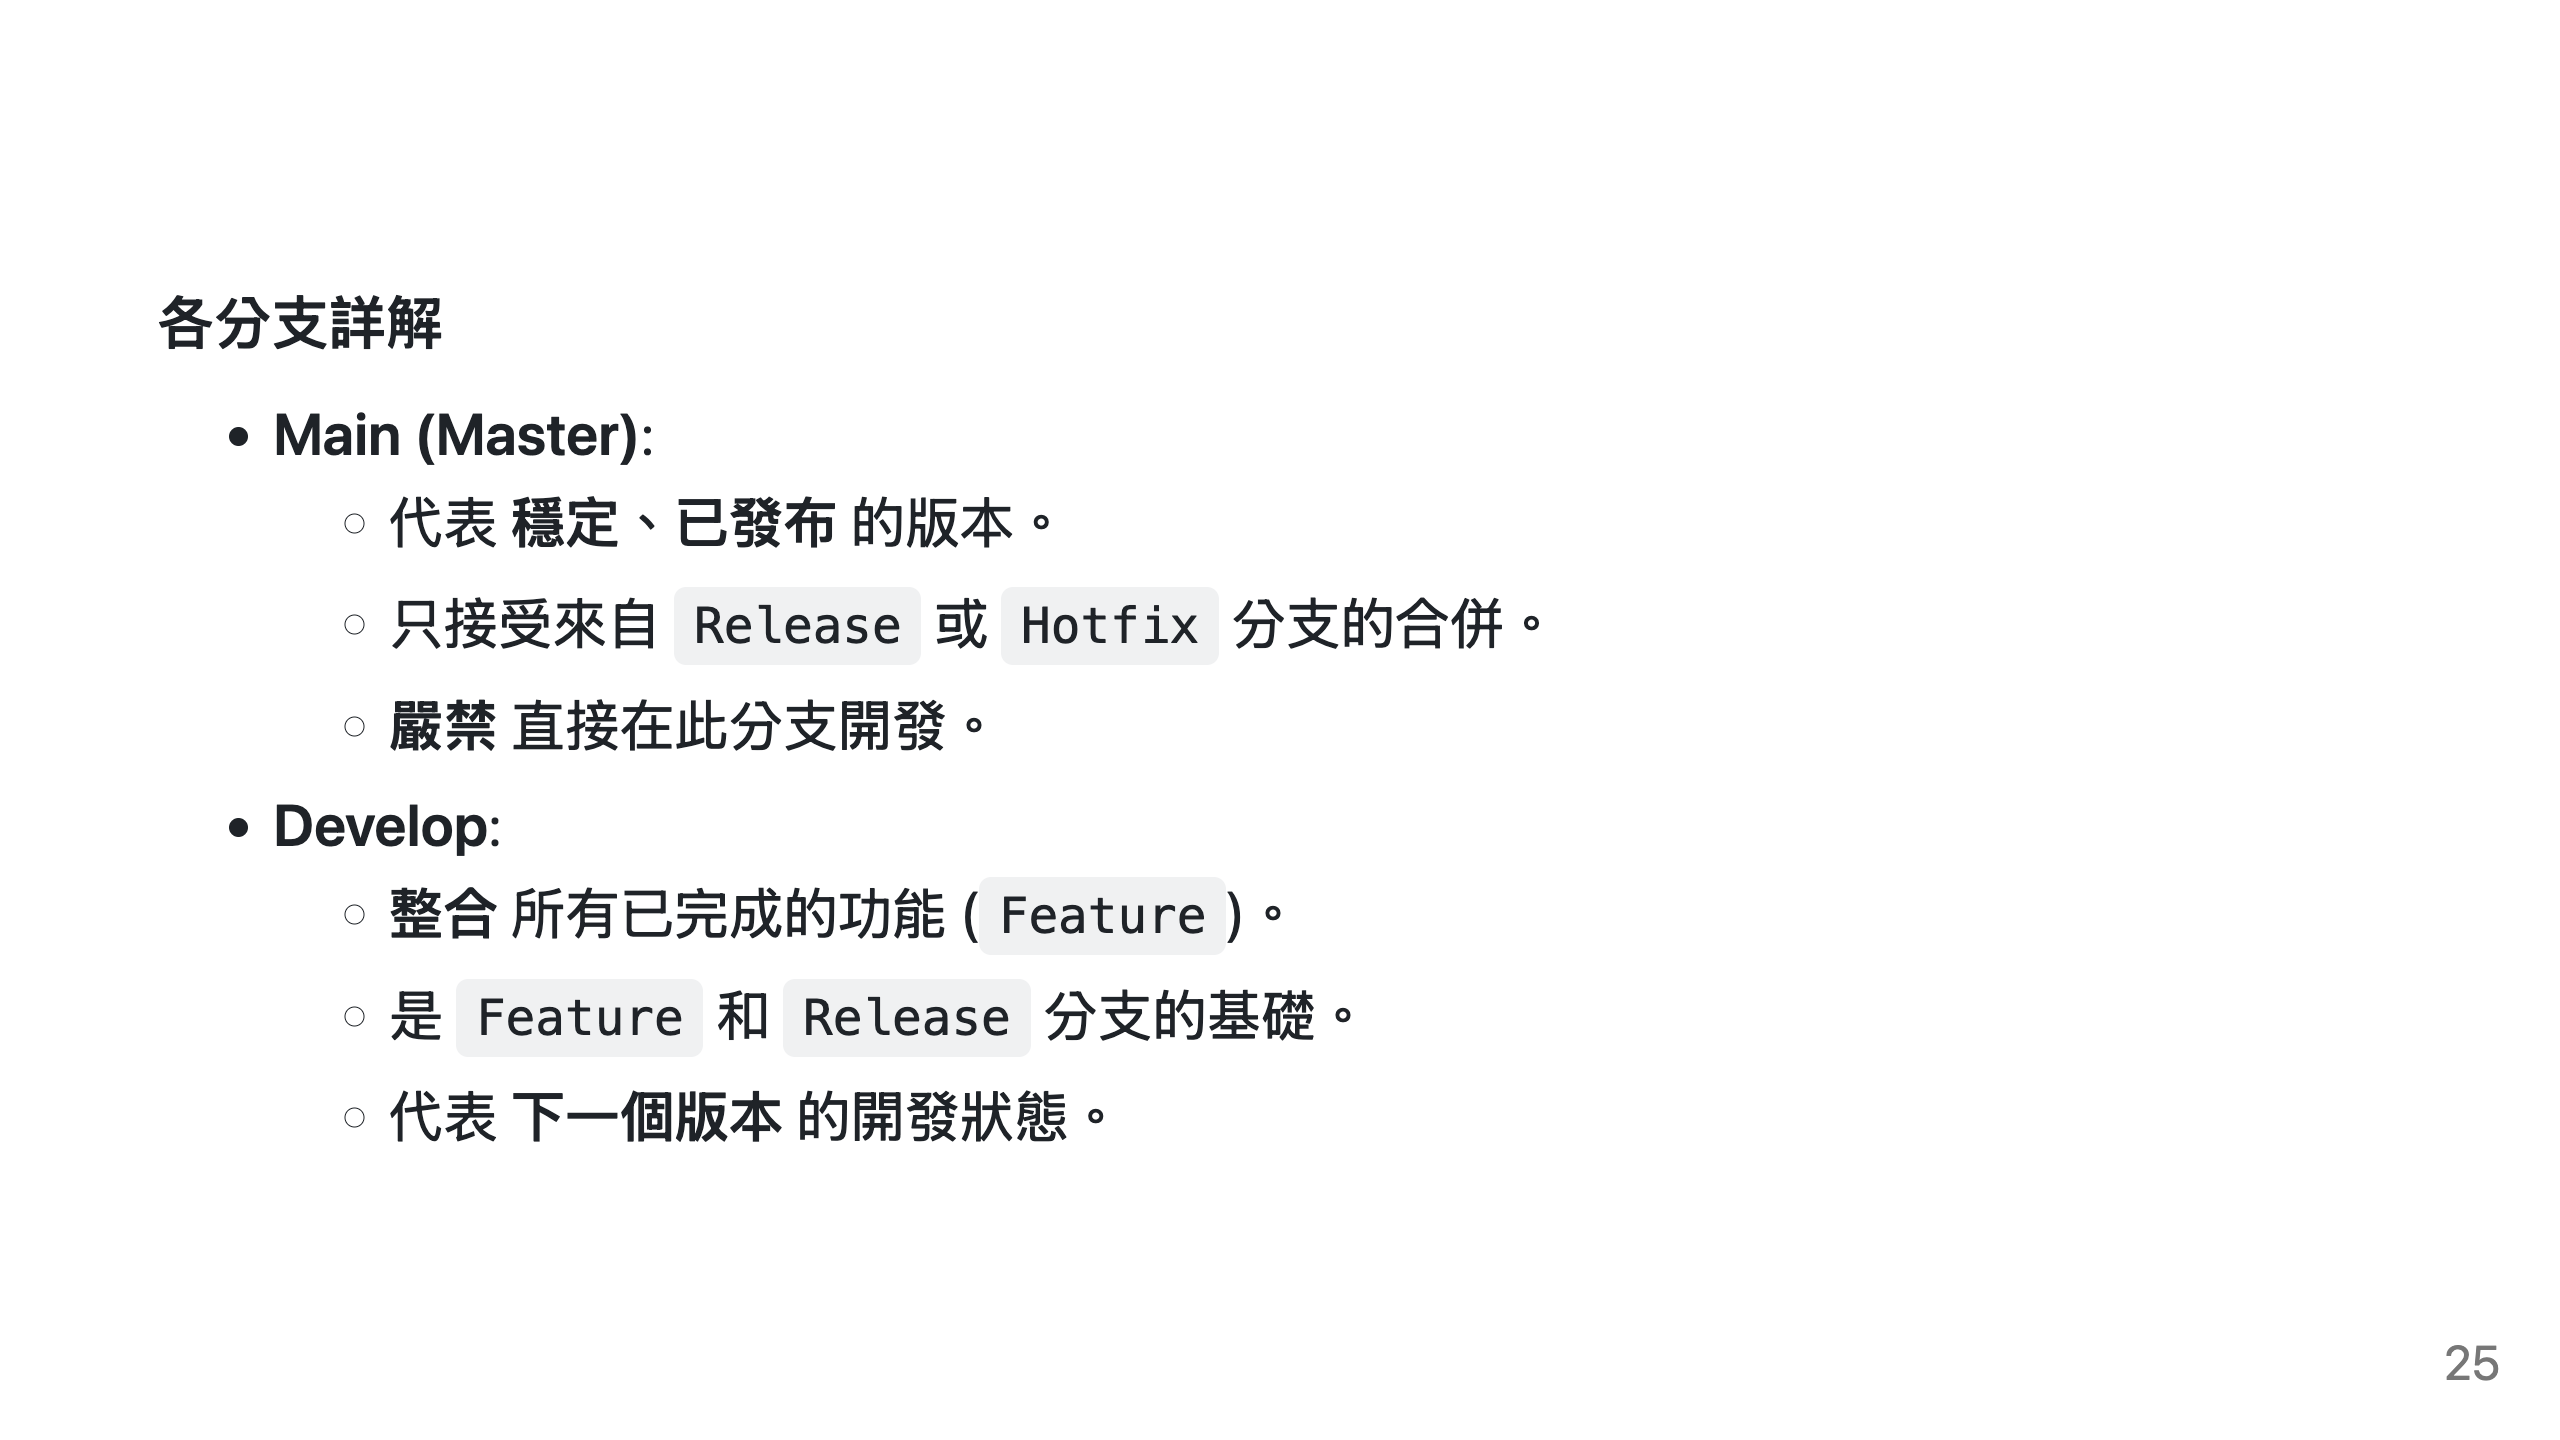 各分支詳解
Main (Master):
代表 穩定、已發布 的版本。
只接受來自 Release 或 Hotfix 分支的合併。
嚴禁 直接在此分支開發。
Develop:
整合 所有已完成的功能 (Feature)。
是 Feature 和 Release 分支的基礎。
代表 下一個版本 的開發狀態。
25